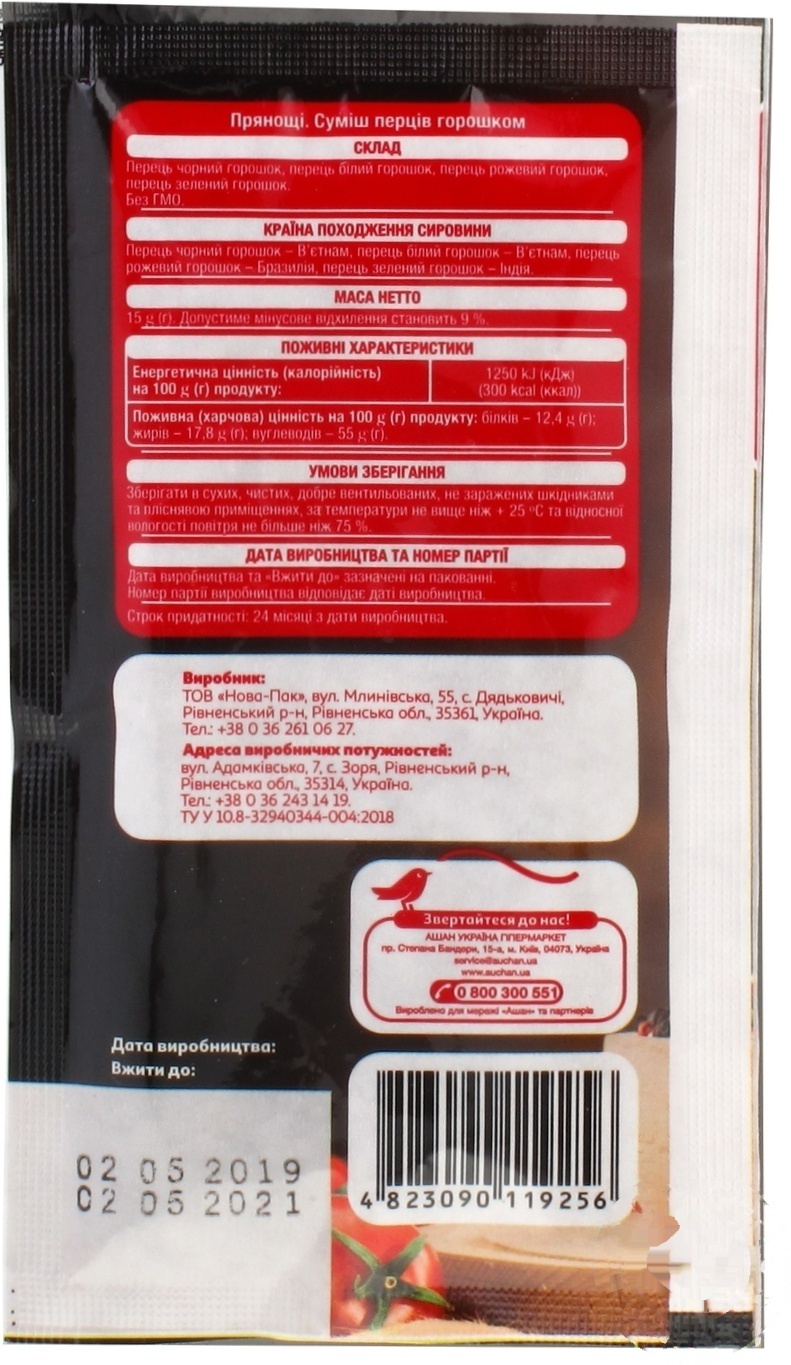 Прянощі. Суміш перців горошком
СКЛАД
Перець чорний горошок, перець білий горошок, перець рожевий горошок,
перець зелений горошок.
Без ГМО.
КРАЇНА ПОХОДЖЕННЯ СИРОВИНИ
Перець чорний горошок – В'єтнам, перець білий горошок – В'єтнам, перець
рожевий горошок – Бразилія, перець зелений горошок – Індія.
МАСА НЕТТО
15 g (г). Допустиме мінусове відхилення становить 9 %.
ПОЖИВНІ ХАРАКТЕРИСТИКИ
Енергетична цінність (калорійність)
на 100 g (г) продукту:
1250 kJ (кДж)
(300 kcal (ккал))
Поживна (харчова) цінність на 100 g (г) продукту: білків – 12,4 g (г);
жирів – 17,8 g (г); вуглеводів – 55 g (г).
УМОВИ ЗБЕРІГАННЯ
Зберігати в сухих, чистих, добре вентильованих, не заражених шкідниками
та пліснявою приміщеннях, за температури не вище ніж + 25 °С та відносної
вологості повітря не більше ніж 75 %.
ДАТА ВИРОБНИЦТВА ТА НОМЕР ПАРТІЇ
Дата виробництва та «Вжити до» зазначені на пакованні.
Номер партії виробництва відповідає даті виробництва.
Строк придатності: 24 місяці з дати виробництва.
Виробник:
ТОВ «Нова-Пак», вул. Млинівська, 55, с. Дядьковичі,
Рівненський р-н, Рівненська обл., 35361, Україна.
Тел.: +38 0 36 261 06 27.
Адреса виробничих потужностей:
вул. Адамківська, 7, с. Зоря, Рівненський р-н,
Рівненська обл., 35314, Україна.
Тел.: +38 0 36 243 14 19.
ТУ У 10.8-32940344-004:2018
Звертайтеся до нас!
АШАН УКРАЇНА ГІПЕРМАРКЕТ
пр. Степана Бандери, 15-а, м. Київ, 04073, Україна
service@auchan.ua
www.auchan.ua
0 800 300 551
Вироблено для мережі «Ашан» та партнерів
Дата виробництва:
Вжити до:
02 05 2019
02 05 2021
4 823090 119256